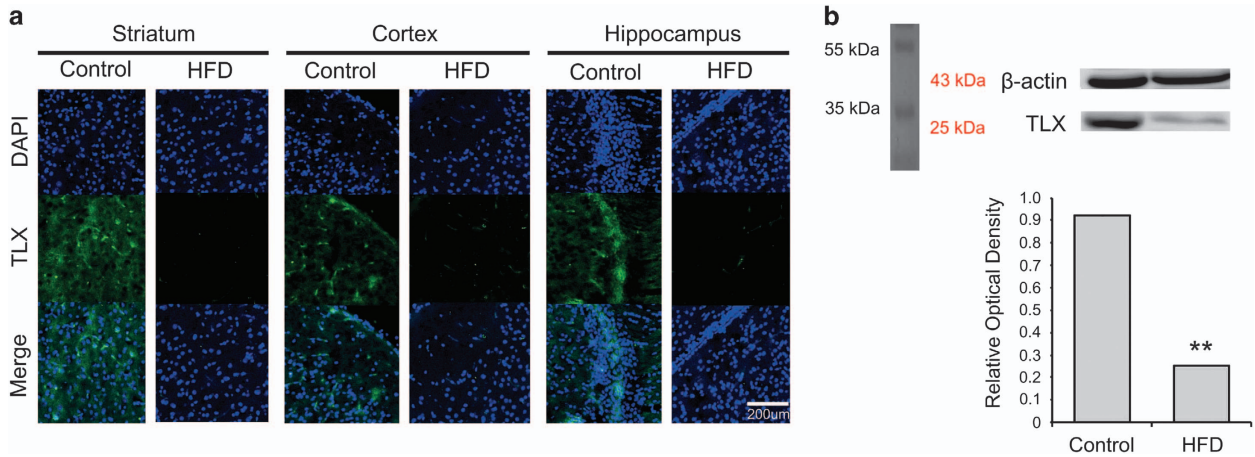 a
Striatum
Cortex
Hippocampus
Control
HFD
Control
HFD
Control
HFD
DAPI
TLX
Merge
200um
b
55 kDa
43 kDa
35 kDa
25 kDa
β-actin
TLX
Relative Optical Density
1.0
0.9
0.8
0.7
0.6
0.5
0.4
0.3
0.2
0.1
0
**
Control
HFD